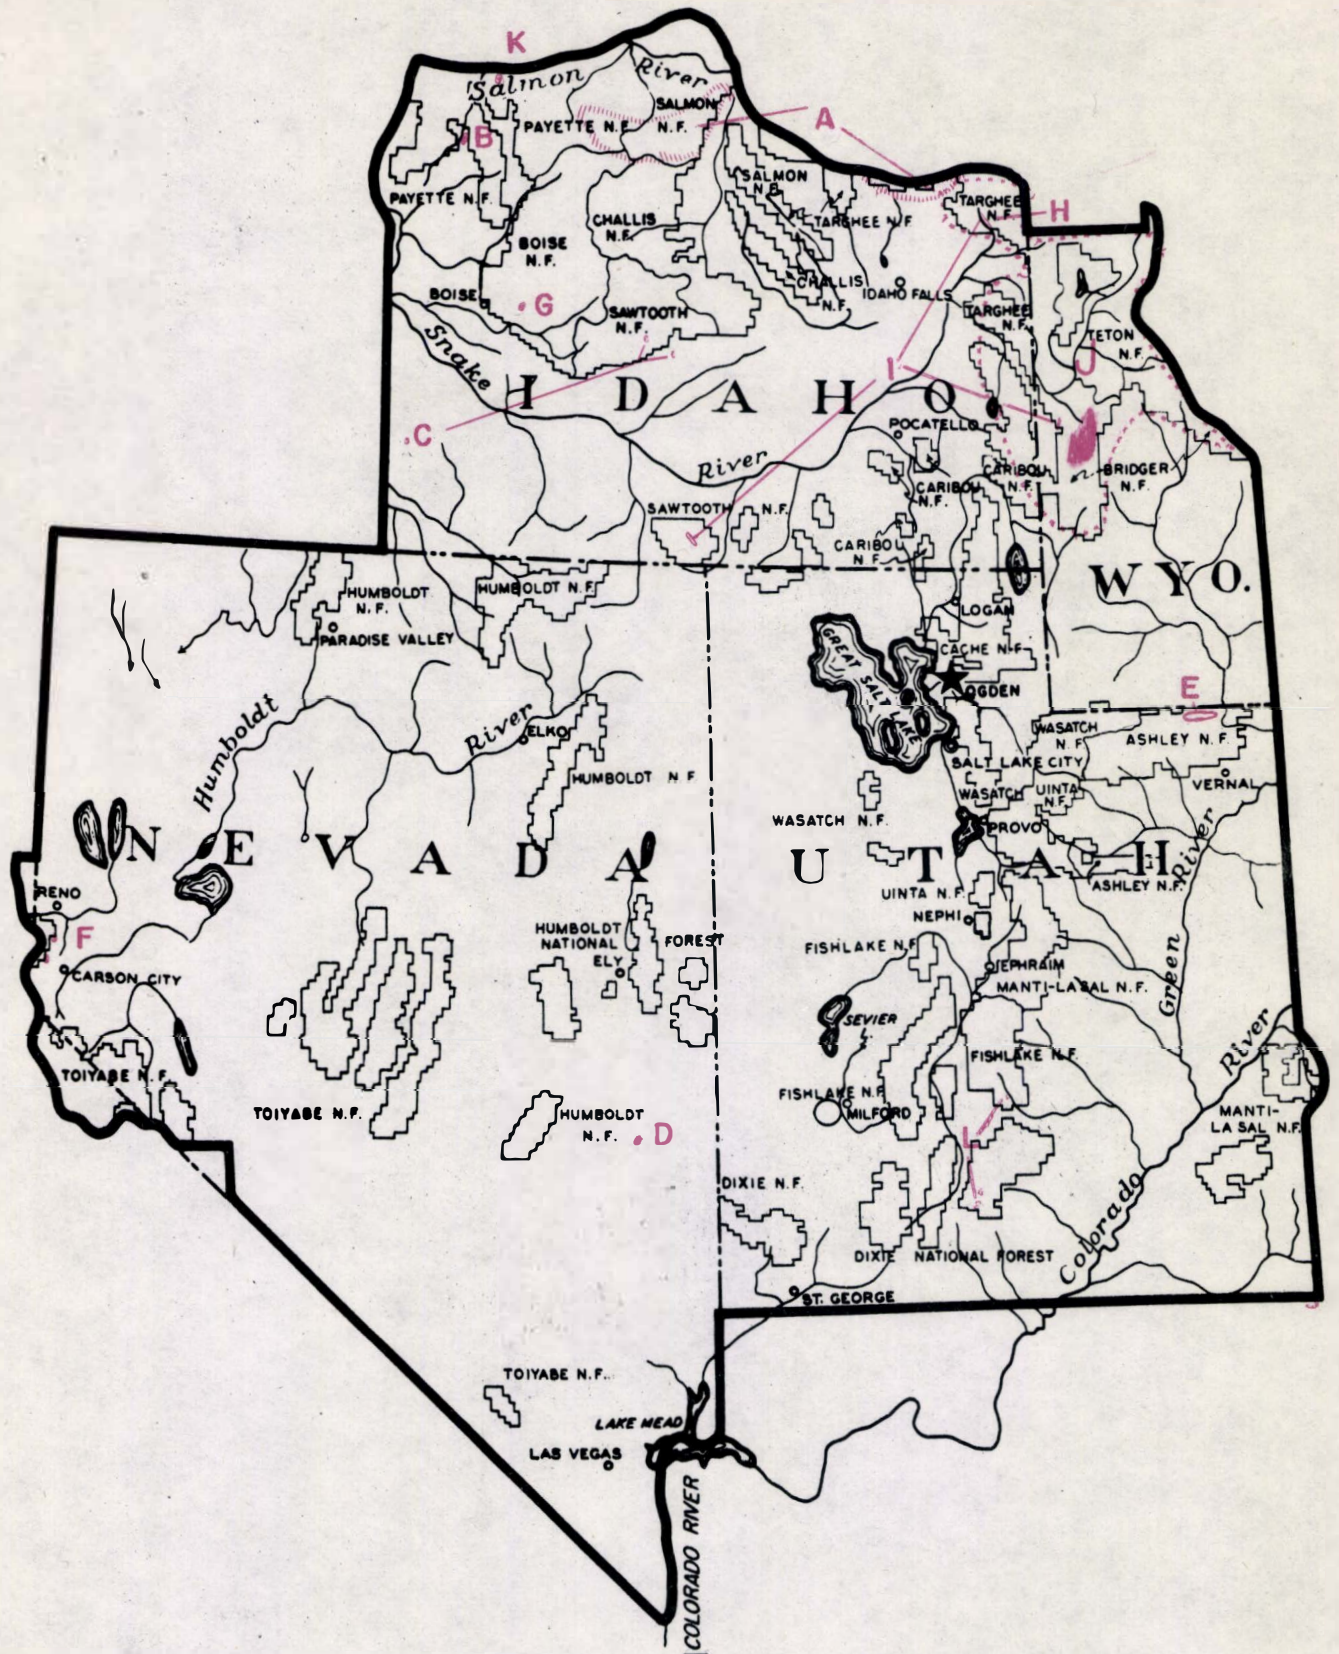 K
Salmon River
SALMON N.F.
A
PAYETTE N.F.
B
SALMON N.F.
PAYETTE N.F.
TARGHEE N.F.
H
CHALLIS N.F.
TARGHEE N.F.
BOISE N.F.
CHALLIS N.F.
IDAHO FALLS
BOISE
G
SAWTOOTH N.F.
TARGHEE N.F.
TETON N.F.
Snake
J
I
IDAHO
C
POCATELLO
River
CARIBOU N.F.
BRIDGER N.F.
CARIBOU N.F.
SAWTOOTH N.F.
CARIBOU N.F.
WYO.
HUMBOLDT N.F.
HUMBOLDT N.F.
LOGAN
PARADISE VALLEY
GREAT SALT LAKE
CACHE N.F.
OGDEN
E
Humboldt River
ELKO
WASATCH N.F.
ASHLEY N.F.
SALT LAKE CITY
HUMBOLDT N.F.
VERNAL
WASATCH
UINTA N.F.
WASATCH N.F.
PROVO
NEVADA
UTAH
ASHLEY N.F.
RENO
UINTA N.F.
NEPHI
F
HUMBOLDT NATIONAL FOREST
ELY
FISHLAKE N.F.
CARSON CITY
EPHRAIM
MANTI-LASAL N.F.
Green River
SEVIER L.
FISHLAKE N.F.
TOIYABE N.F.
FISHLAKE N.F.
MILFORD
TOIYABE N.F.
HUMBOLDT N.F.
D
L
MANTI-
LA SAL N.F.
DIXIE N.F.
Colorado River
DIXIE NATIONAL FOREST
ST. GEORGE
TOIYABE N.F.
LAKE MEAD
LAS VEGAS
COLORADO RIVER